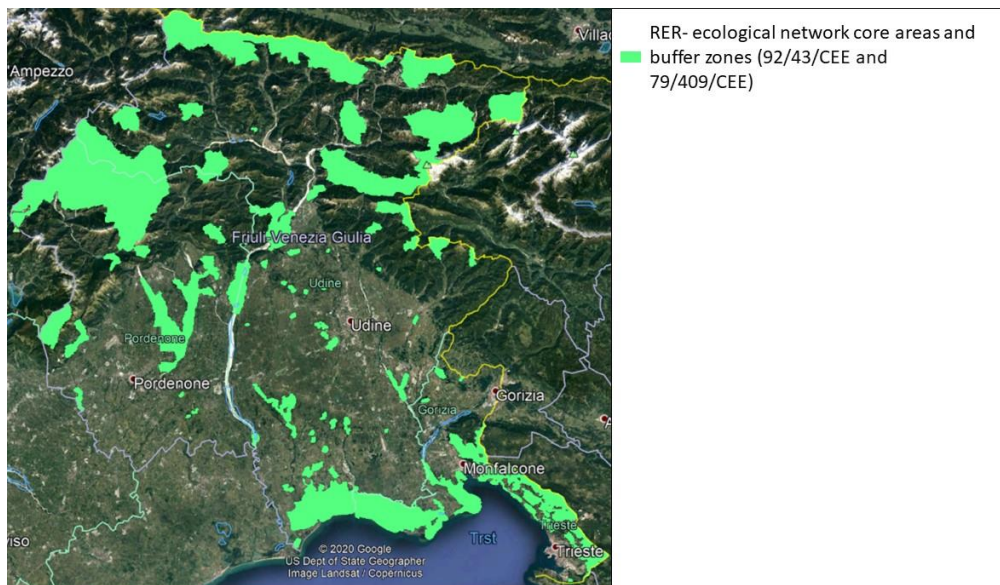 RER- ecological network core areas and
buffer zones (92/43/CEE and
79/409/CEE)
Villac
Ampezzo
Friuli-Venezia Giulia
Udine
Udine
Pordenone
Pordenone
Gorizia
Gorizia
Monfalcone
Trst
Trieste
Trieste
viso
A
© 2020 Google
US Dept of State Geographer
Image Landsat / Copernicus